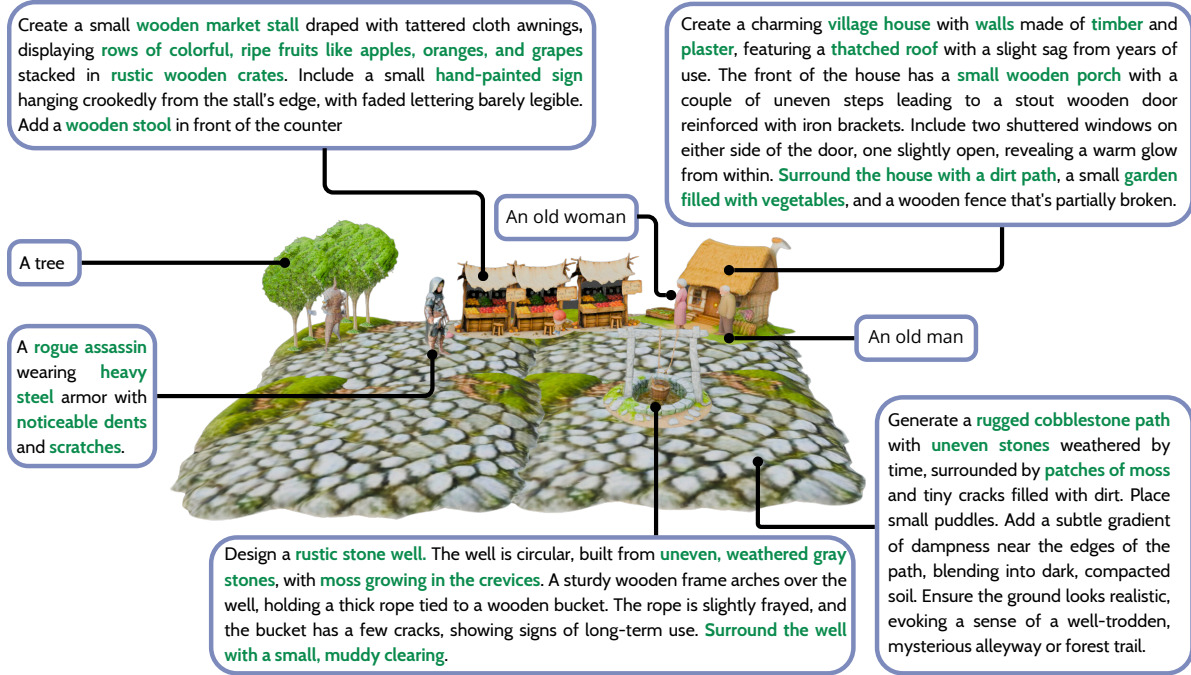 Create a small wooden market stall draped with tattered cloth awnings,
displaying rows of colorful, ripe fruits like apples, oranges, and grapes
stacked in rustic wooden crates. Include a small hand-painted sign
hanging crookedly from the stall's edge, with faded lettering barely legible.
Add a wooden stool in front of the counter
Create a charming village house with walls made of timber and
plaster, featuring a thatched roof with a slight sag from years of
use. The front of the house has a small wooden porch with a
couple of uneven steps leading to a stout wooden door
reinforced with iron brackets. Include two shuttered windows on
either side of the door, one slightly open, revealing a warm glow
from within. Surround the house with a dirt path, a small garden
filled with vegetables, and a wooden fence that's partially broken.
An old woman
A tree
An old man
A rogue assassin
wearing heavy
steel armor with
noticeable dents
and scratches.
Generate a rugged cobblestone path
with uneven stones weathered by
time, surrounded by patches of moss
and tiny cracks filled with dirt. Place
small puddles. Add a subtle gradient
of dampness near the edges of the
path, blending into dark, compacted
soil. Ensure the ground looks realistic,
evoking a sense of a well-trodden,
mysterious alleyway or forest trail.
Design a rustic stone well. The well is circular, built from uneven, weathered gray
stones, with moss growing in the crevices. A sturdy wooden frame arches over the
well, holding a thick rope tied to a wooden bucket. The rope is slightly frayed, and
the bucket has a few cracks, showing signs of long-term use. Surround the well
with a small, muddy clearing.